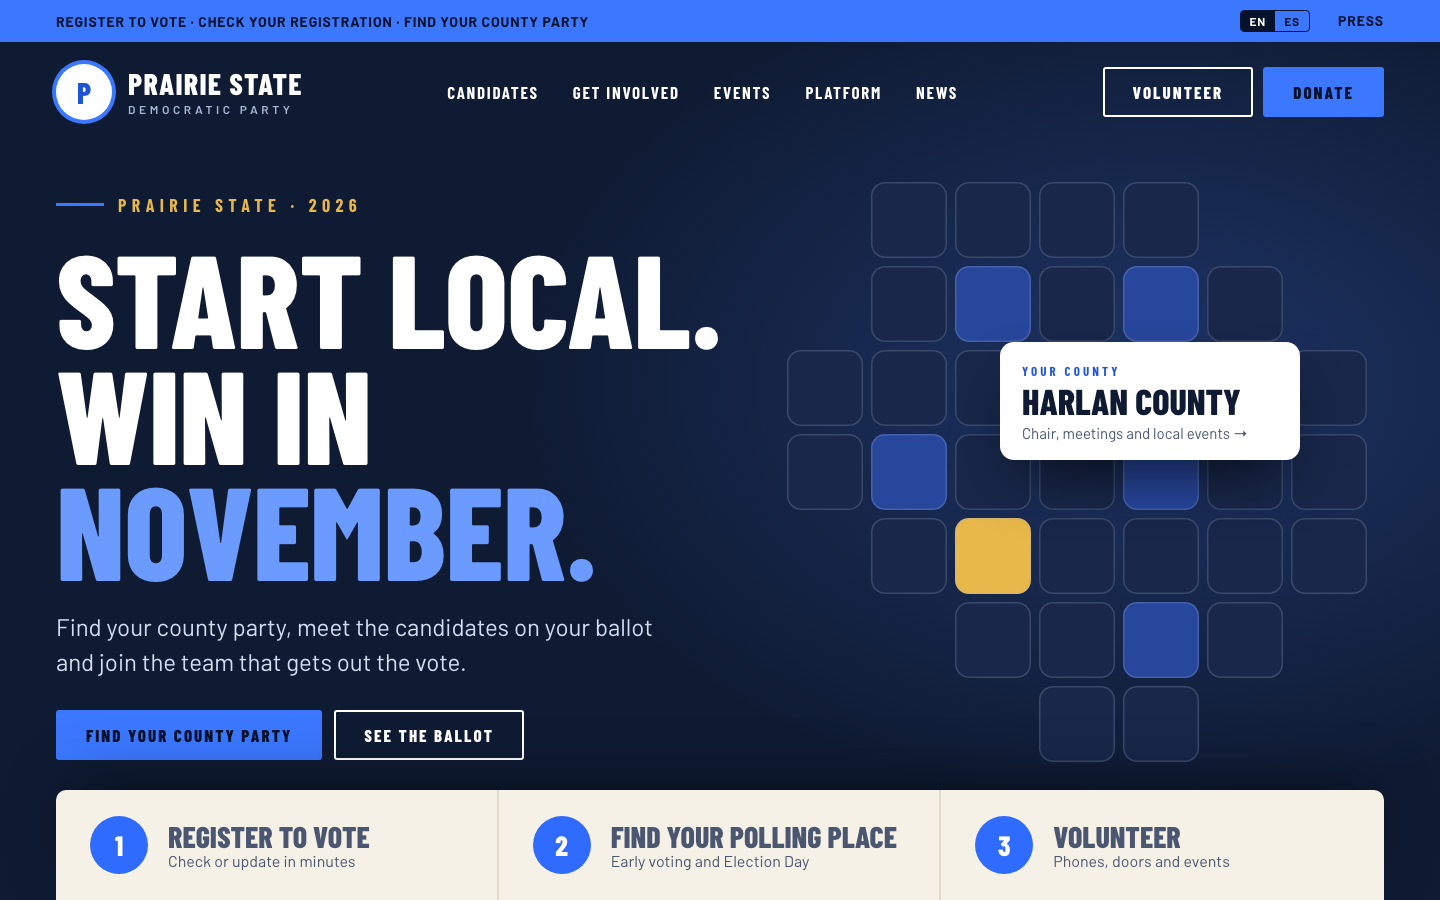 REGISTER TO VOTE · CHECK YOUR REGISTRATION · FIND YOUR COUNTY PARTY
EN ES
PRESS
P
PRAIRIE STATE
DEMOCRATIC PARTY
CANDIDATES
GET INVOLVED
EVENTS
PLATFORM
NEWS
VOLUNTEER
DONATE
PRAIRIE STATE · 2026
START LOCAL.
WIN IN
NOVEMBER.
YOUR COUNTY
HARLAN COUNTY
Chair, meetings and local events →
Find your county party, meet the candidates on your ballot
and join the team that gets out the vote.
FIND YOUR COUNTY PARTY
SEE THE BALLOT
1
REGISTER TO VOTE
Check or update in minutes
2
FIND YOUR POLLING PLACE
Early voting and Election Day
3
VOLUNTEER
Phones, doors and events